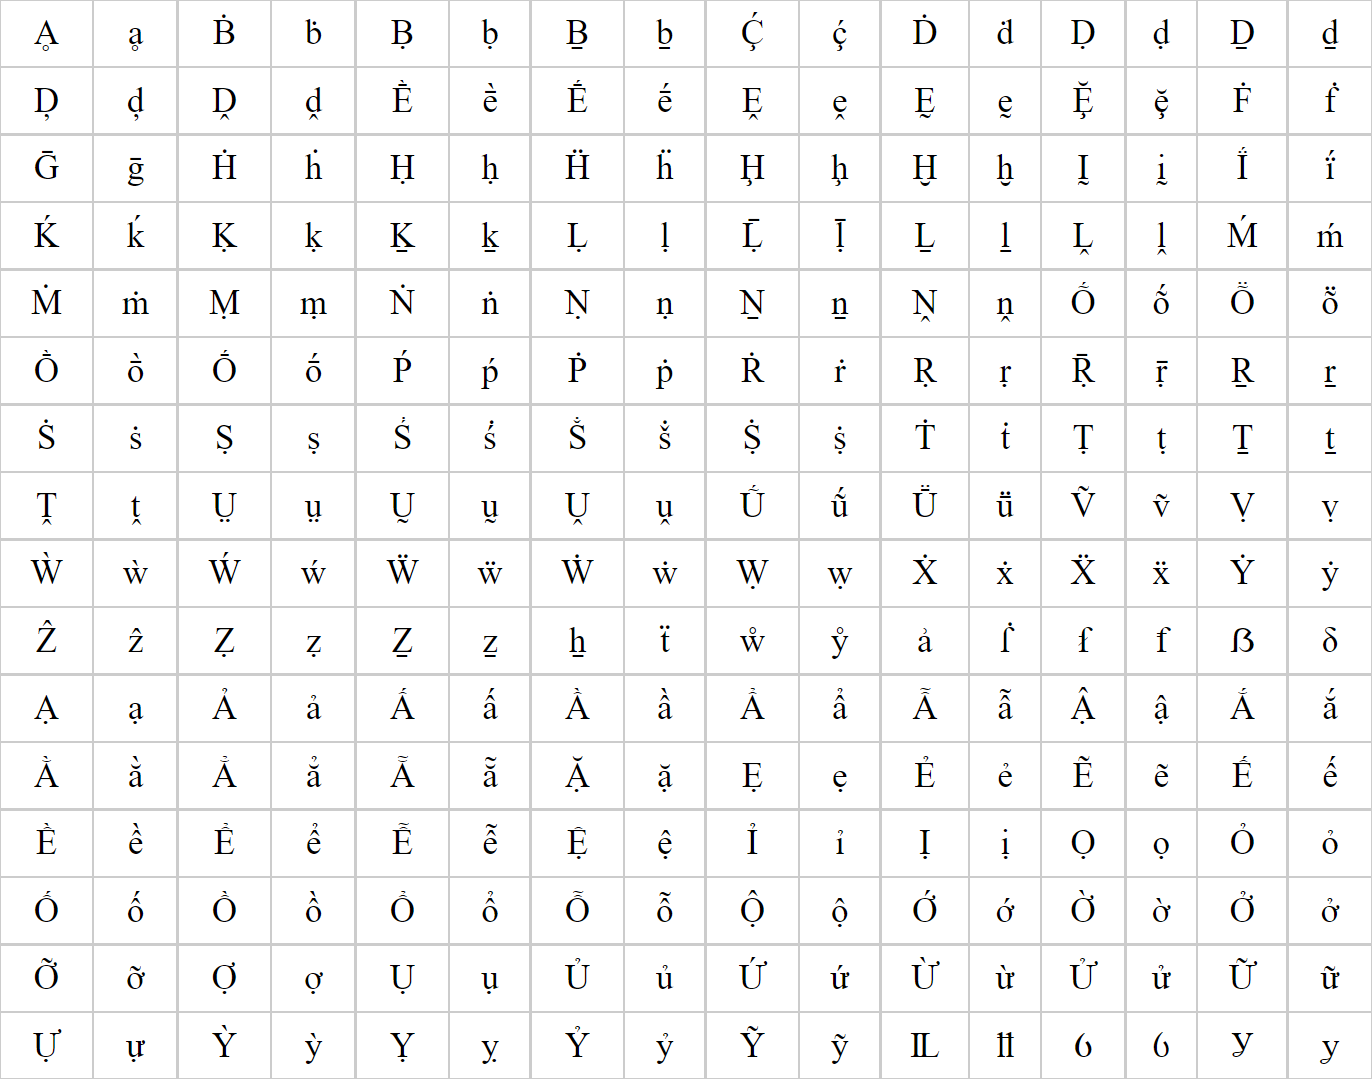 Ḁ ḁ Ḃ ḃ Ḅ ḅ Ḇ ḇ Ḉ ḉ Ḋ ḋ Ḍ ḍ Ḏ ḏ
Ḑ ḑ Ḓ ḓ Ḕ ḕ Ḗ ḗ Ḙ ḙ Ḛ ḛ Ḝ ḝ Ḟ ḟ
Ḡ ḡ Ḣ ḣ Ḥ ḥ Ḧ ḧ Ḩ ḩ Ḫ ḫ Ḭ ḭ Ḯ ḯ
Ḱ ḱ Ḳ ḳ Ḵ ḵ Ḷ ḷ Ḹ ḹ Ḻ ḻ Ḽ ḽ Ḿ ḿ
Ṁ ṁ Ṃ ṃ Ṅ ṅ Ṇ ṇ Ṉ ṉ Ṋ ṋ Ṍ ṍ Ṏ ṏ
Ṑ ṑ Ṓ ṓ Ṕ ṕ Ṗ ṗ Ṙ ṙ Ṛ ṛ Ṝ ṝ Ṟ ṟ
Ṡ ṡ Ṣ ṣ Ṥ ṥ Ṧ ṧ Ṩ ṩ Ṫ ṫ Ṭ ṭ Ṯ ṯ
Ṱ ṱ Ṳ ṳ Ṵ ṵ Ṷ ṷ Ṹ ṹ Ṻ ṻ Ṽ ṽ Ṿ ṿ
Ẁ ẁ Ẃ ẃ Ẅ ẅ Ẇ ẇ Ẉ ẉ Ẋ ẋ Ẍ ẍ Ẏ ẏ
Ẑ ẑ Ẓ ẓ Ẕ ẕ ẖ ẗ ẘ ẙ ẚ ẛ ẜ ẝ ẞ ẟ
Ạ ạ Ả ả Ấ ấ Ầ ầ Ẩ ẩ Ẫ ẫ Ậ ậ Ắ ắ
Ằ ằ Ẳ ẳ Ẵ ẵ Ặ ặ Ẹ ẹ Ẻ ẻ Ẽ ẽ Ế ế
Ề ề Ể ể Ễ ễ Ệ ệ Ỉ ỉ Ị ị Ọ ọ Ỏ ỏ
Ố ố Ồ ồ Ổ ổ Ỗ ỗ Ộ ộ Ớ ớ Ờ ờ Ở ở
Ỡ ỡ Ợ ợ Ụ ụ Ủ ủ Ứ ứ Ừ ừ Ử ử Ữ ữ
Ự ự Ỳ ỳ Ỵ ỵ Ỷ ỷ Ỹ ỹ Ỻ ỻ Ỽ ỽ Ỿ ỿ